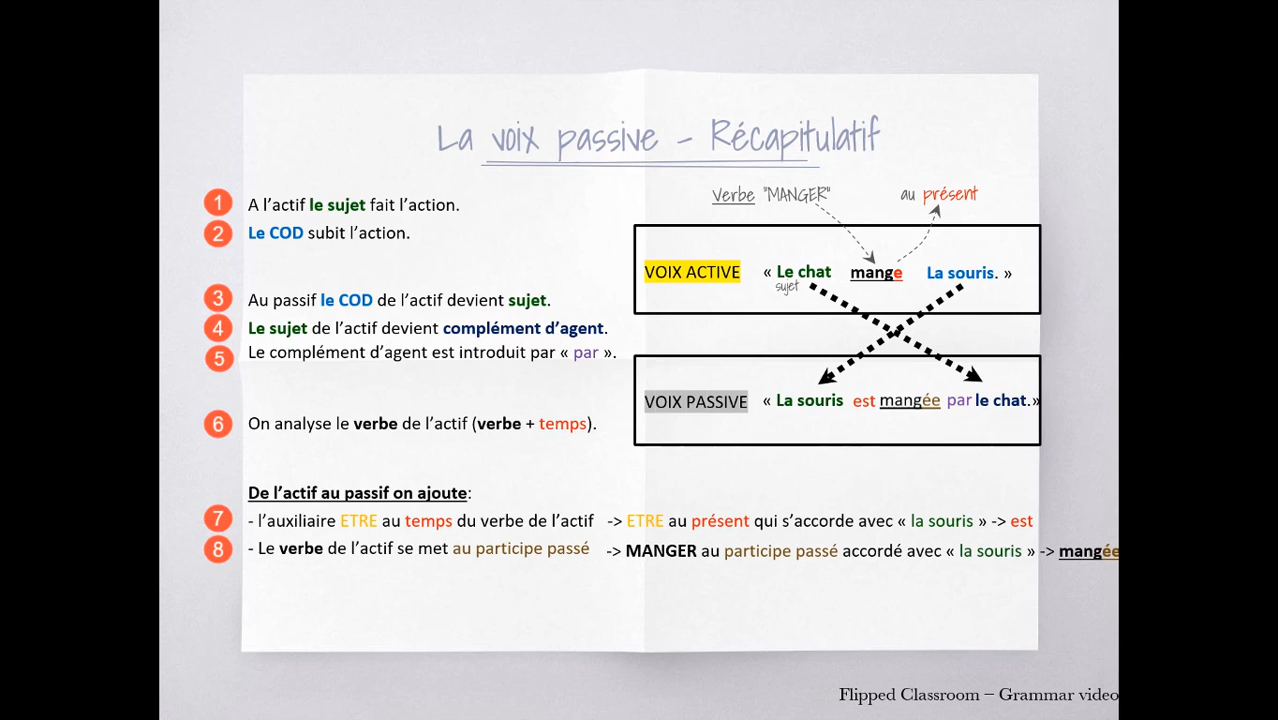 La voix passive - Récapitulatif
1 A l'actif le sujet fait l'action.
2 Le COD subit l'action.
3 Au passif le COD de l'actif devient sujet.
4 Le sujet de l'actif devient complément d'agent.
5 Le complément d'agent est introduit par « par ».
6 On analyse le verbe de l'actif (verbe + temps).
Verbe "MANGER" au présent
VOIX ACTIVE « Le chat mange La souris. »
sujet
VOIX PASSIVE « La souris est mangée par le chat.»
De l'actif au passif on ajoute:
7 - l'auxiliaire ETRE au temps du verbe de l'actif -> ETRE au présent qui s'accorde avec « la souris » -> est
8 - Le verbe de l'actif se met au participe passé -> MANGER au participe passé accordé avec « la souris » -> mangée
Flipped Classroom – Grammar video